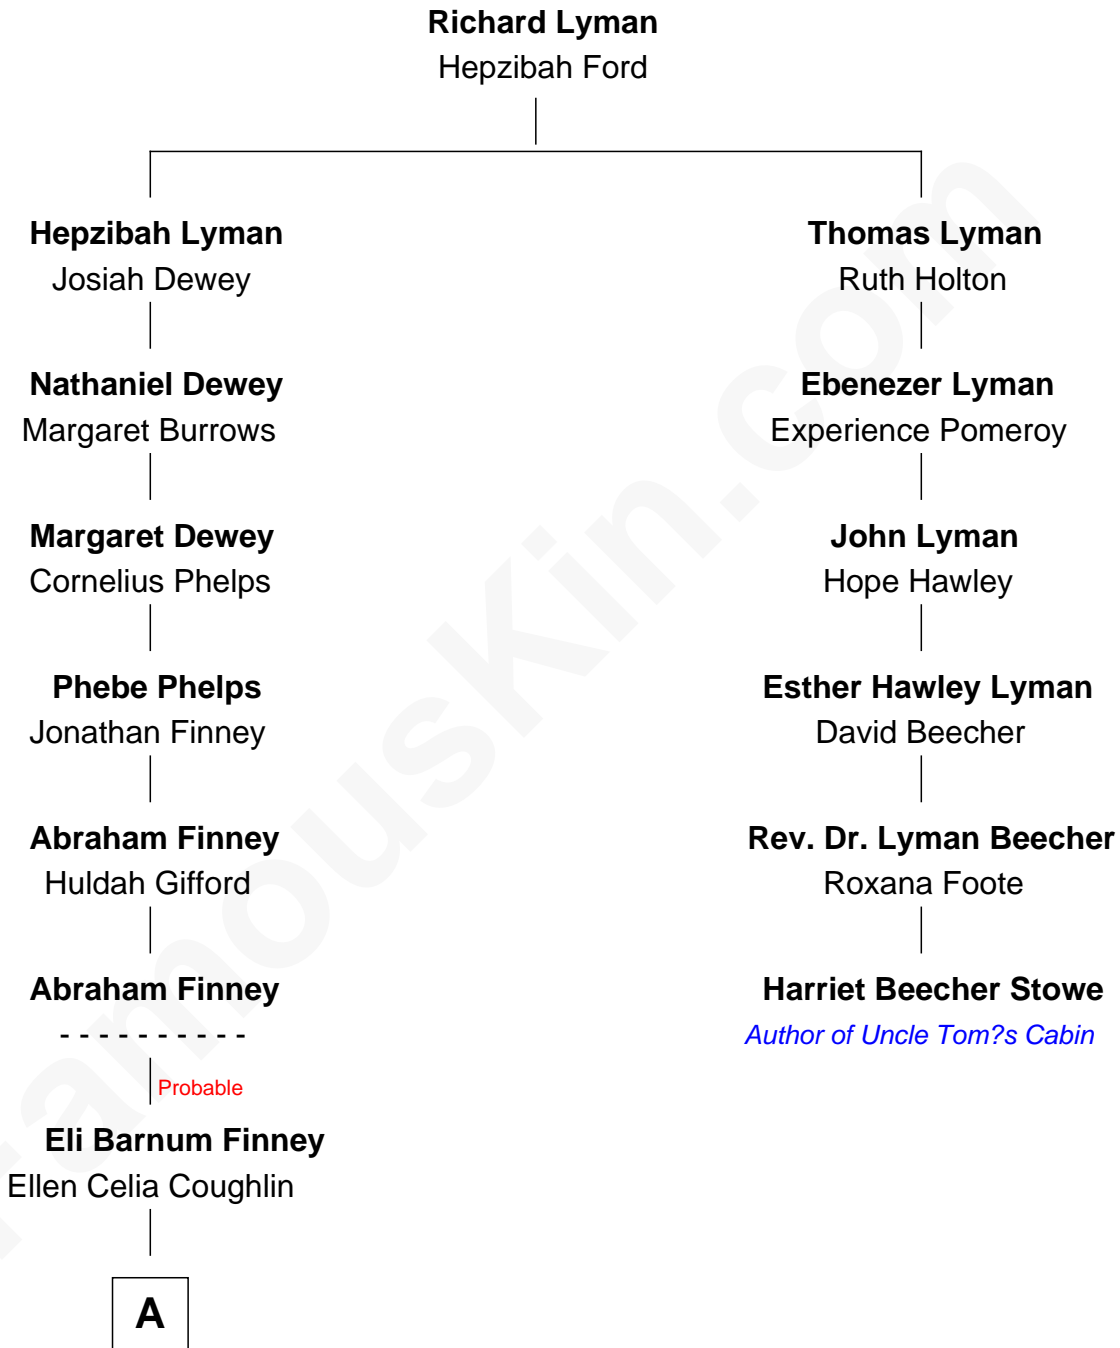 Richard Lyman
Hepzibah Ford
Hepzibah Lyman
Josiah Dewey
Thomas Lyman
Ruth Holton
Nathaniel Dewey
Margaret Burrows
Ebenezer Lyman
Experience Pomeroy
Margaret Dewey
Cornelius Phelps
John Lyman
Hope Hawley
Phebe Phelps
Jonathan Finney
Esther Hawley Lyman
David Beecher
Abraham Finney
Huldah Gifford
Rev. Dr. Lyman Beecher
Roxana Foote
Abraham Finney
- - - - - - - - - -
Harriet Beecher Stowe
Author of Uncle Tom?s Cabin
Probable
Eli Barnum Finney
Ellen Celia Coughlin
A
FamousKin.com